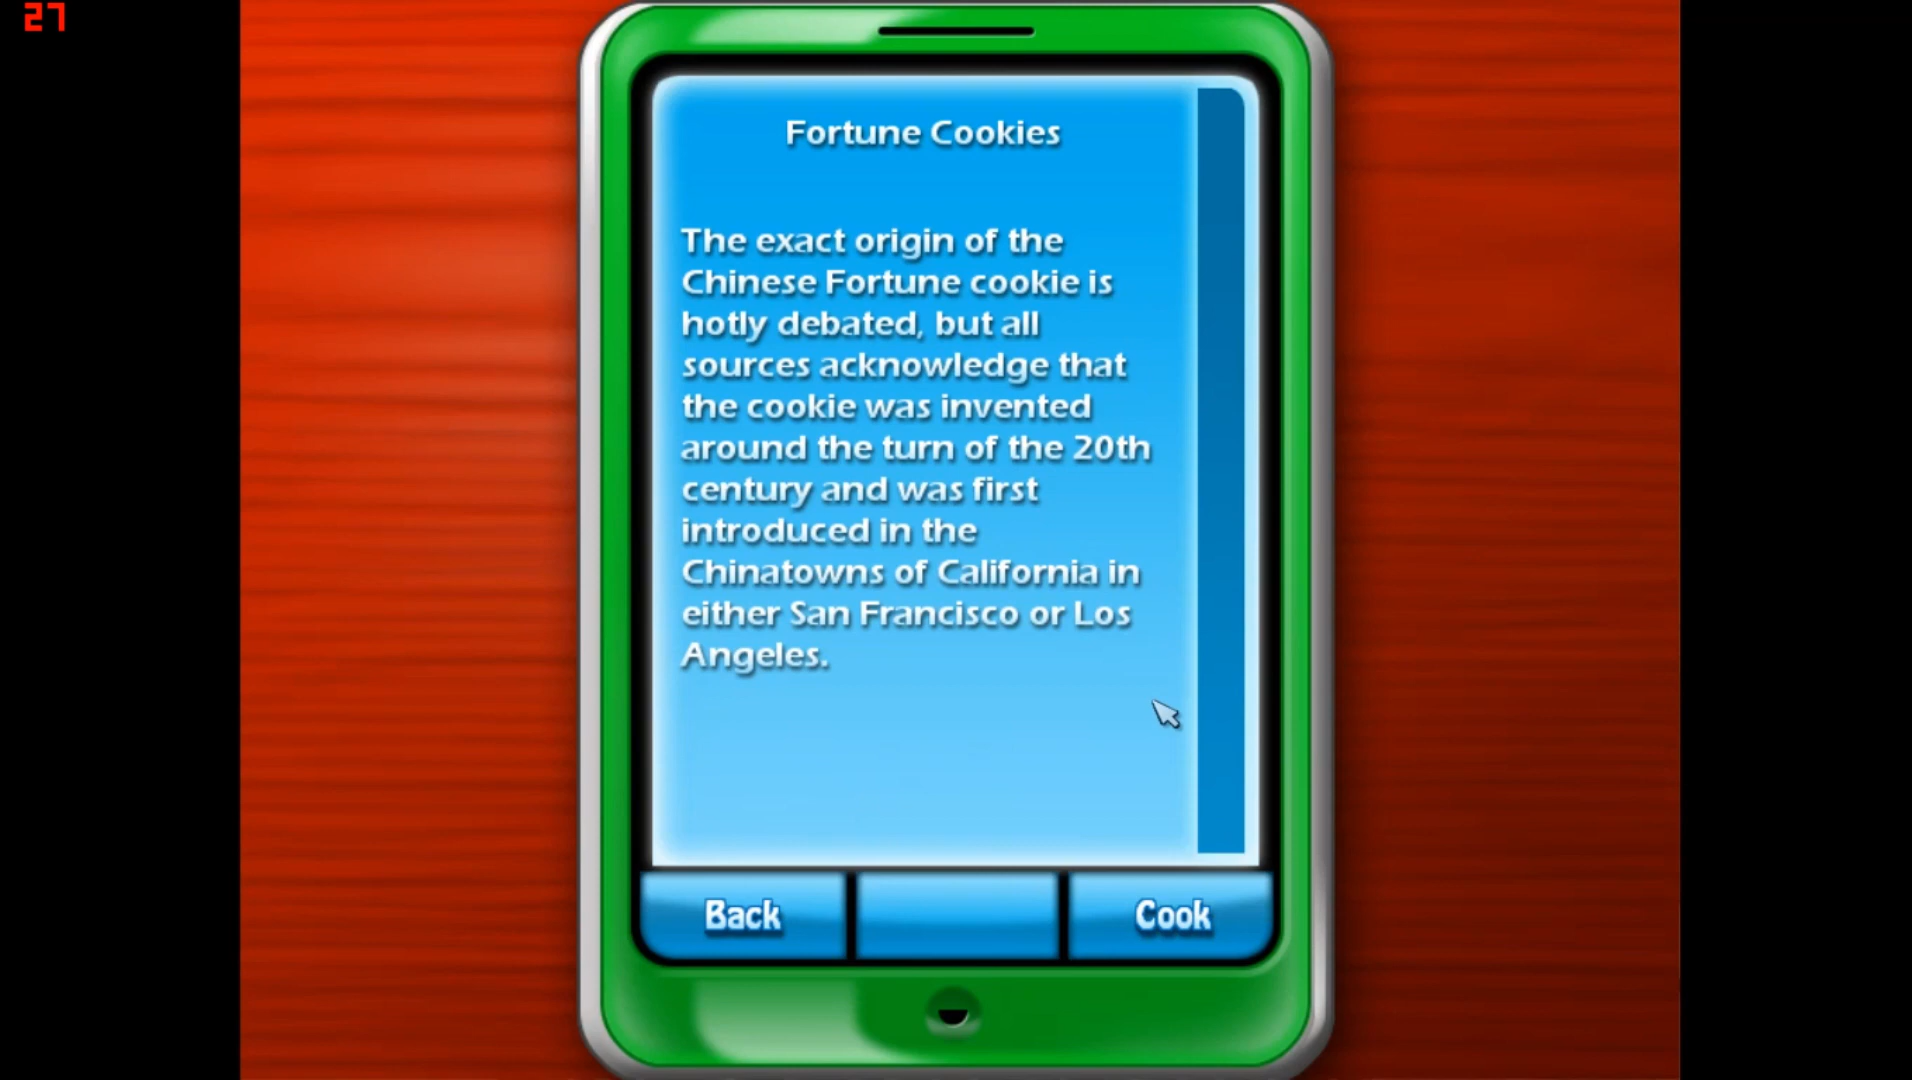 27
Fortune Cookies
The exact origin of the
Chinese Fortune cookie is
hotly debated, but all
sources acknowledge that
the cookie was invented
around the turn of the 20th
century and was first
introduced in the
Chinatowns of California in
either San Francisco or Los
Angeles.
Back
Cook